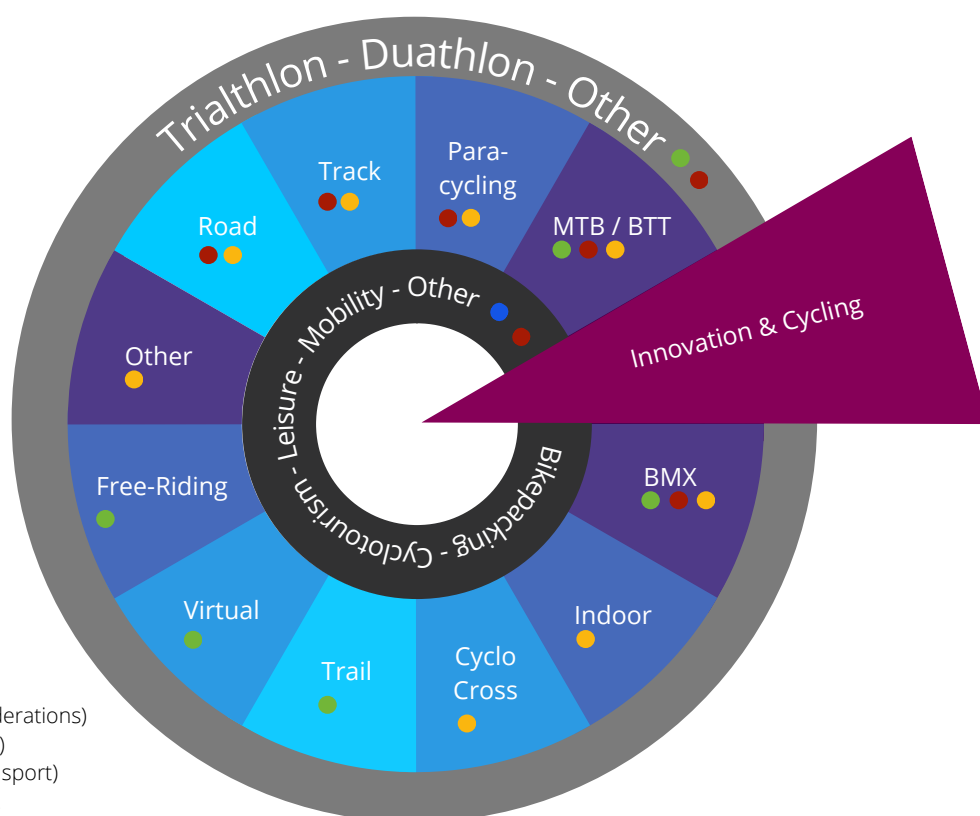 Trialthlon - Duathlon - Other
Track
Para-
cycling
Road
MTB / BTT
Bikepacking - Cyclotourism - Leisure - Mobility - Other
Innovation & Cycling
Other
Free-Riding
BMX
Virtual
Indoor
Trail
Cyclo
Cross
)
sport)